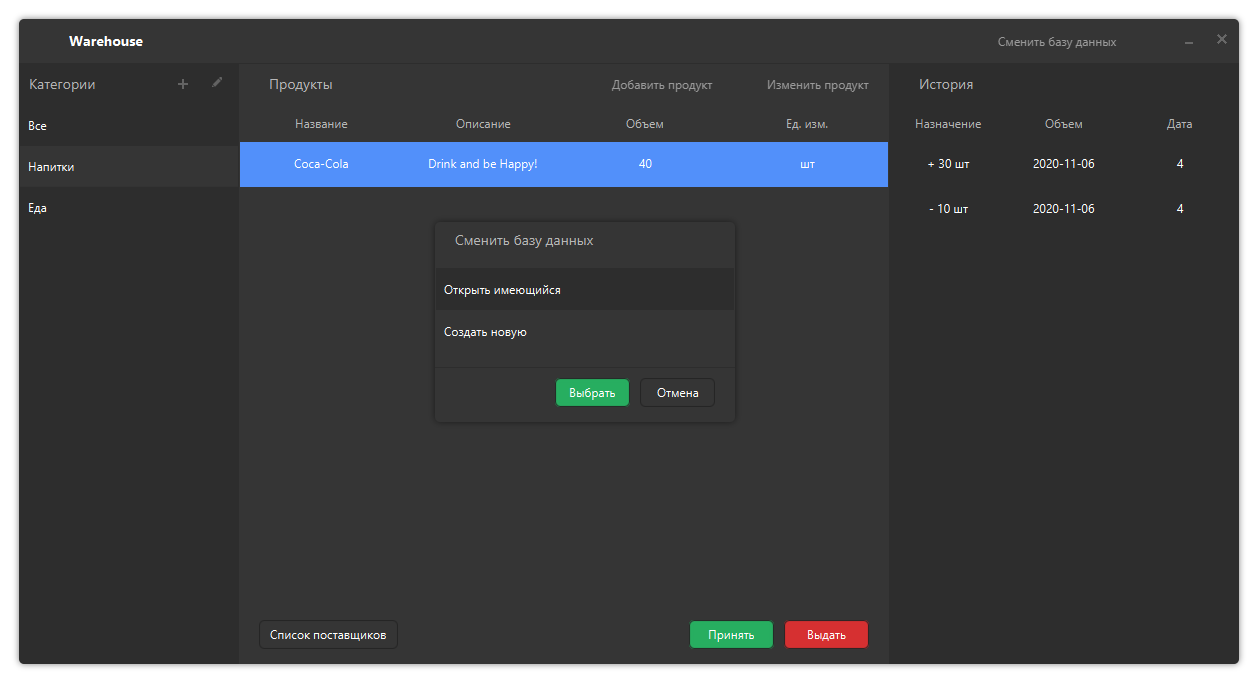 Warehouse
Сменить базу данных
Категории
Продукты
Добавить продукт
Изменить продукт
История
Все
Название
Описание
Объем
Ед. изм.
Назначение
Объем
Дата
Напитки
Coca-Cola
Drink and be Happy!
40
шт
+ 30 шт
2020-11-06
4
Еда
- 10 шт
2020-11-06
4
Сменить базу данных
Открыть имеющийся
Создать новую
Выбрать
Отмена
Список поставщиков
Принять
Выдать